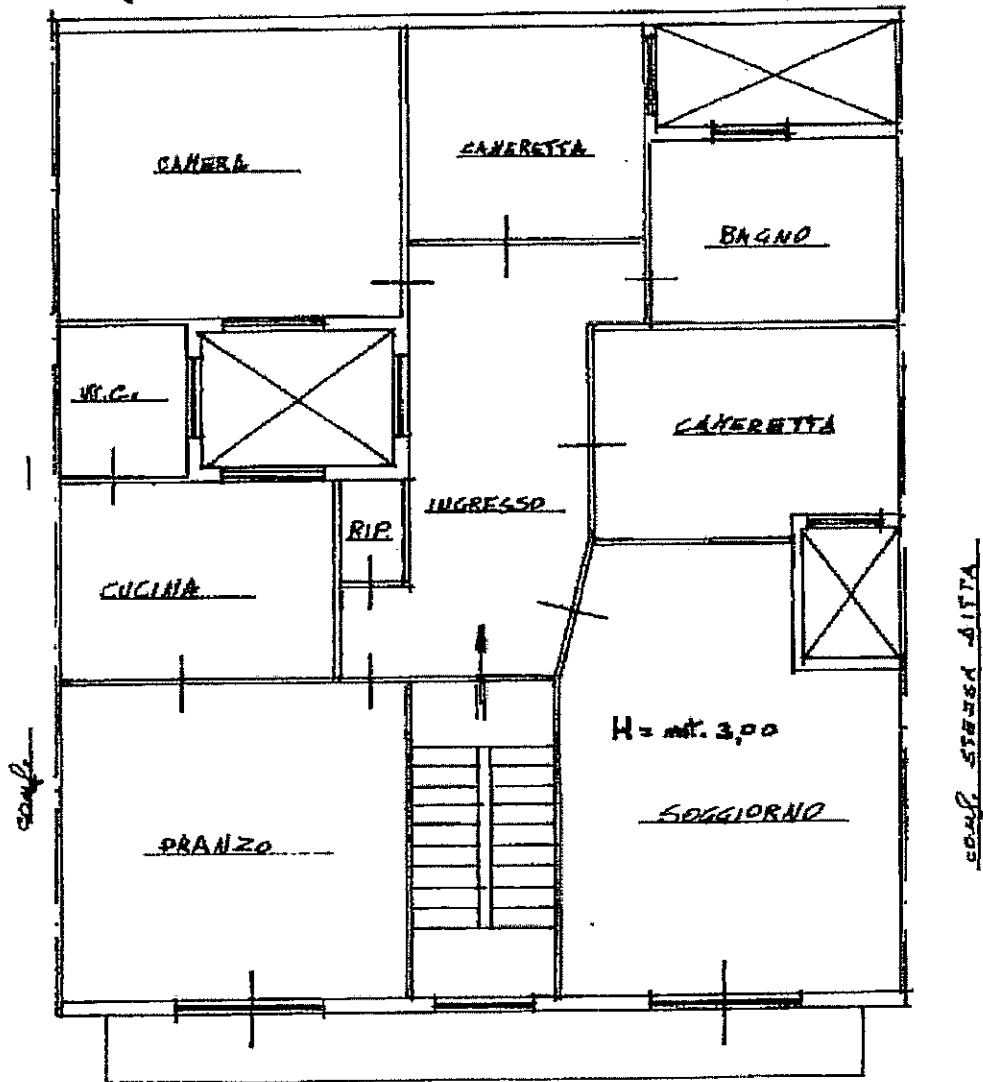 CAMERA
CAMERETTA
BAGNO
W.C.
CAMERETTA
INGRESSO
RIP.
CUCINA
H = mt. 3,00
SOGGIORNO
PRANZO
conf.
conf. STESSA DITTA